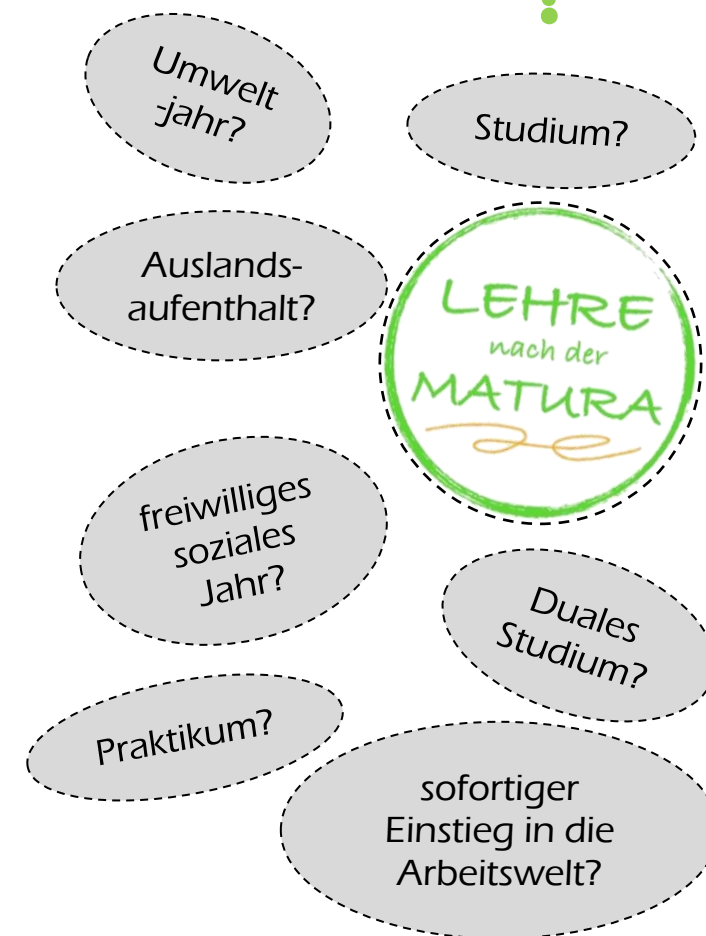 Umwelt
-jahr?
Studium?
Auslands-
aufenthalt?
LEHRE
nach der
MATURA
freiwilliges
soziales
Jahr?
Duales
Studium?
Praktikum?
sofortiger
Einstieg in die
Arbeitswelt?